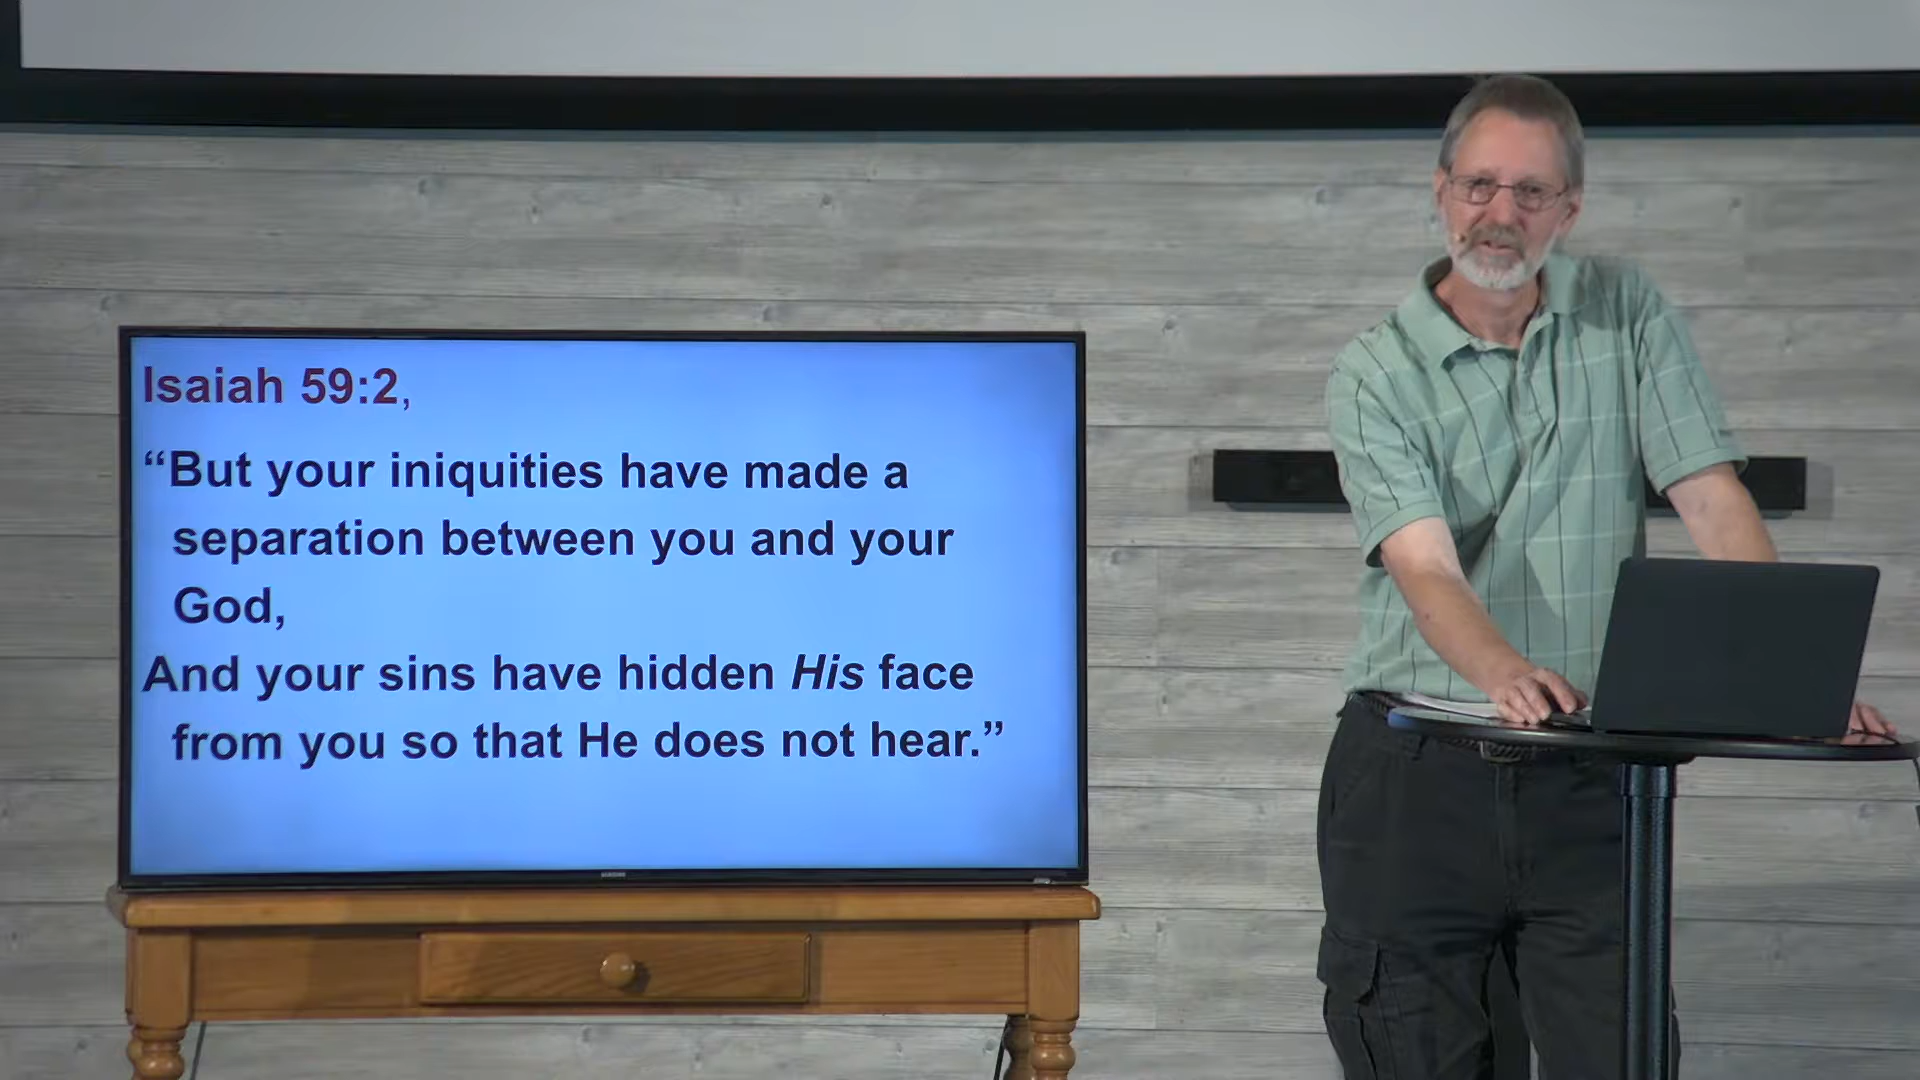 Isaiah 59:2,
“But your iniquities have made a
separation between you and your
God,
And your sins have hidden His face
from you so that He does not hear.”
SAMSUNG